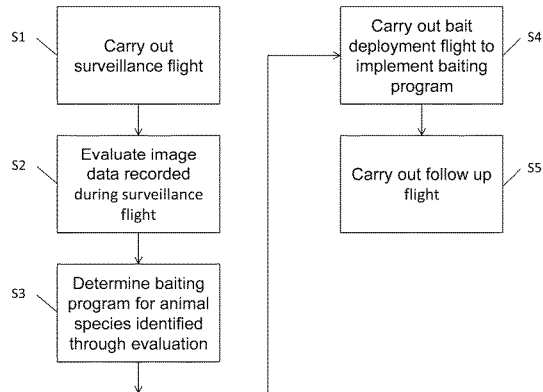 S1
Carry out
surveillance flight
S2
Evaluate image
data recorded
during surveillance
flight
S3
Determine baiting
program for animal
species identified
through evaluation
S4
Carry out bait
deployment flight to
implement baiting
program
S5
Carry out follow up
flight